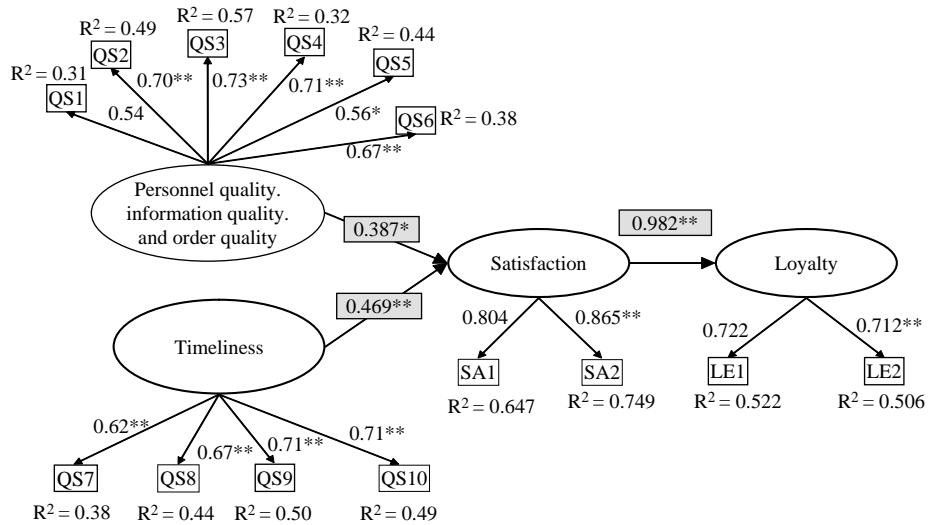 R² = 0.57
R² = 0.32
R² = 0.49
R² = 0.44
QS3
QS4
QS2
QS5
R² = 0.31
QS1
0.70**
0.73**
0.71**
0.54
0.56*
QS6
R² = 0.38
0.67**
Personnel quality.
information quality.
and order quality
0.387*
0.982**
Satisfaction
Loyalty
0.469**
Timeliness
0.804
0.865**
0.722
0.712**
SA1
SA2
LE1
LE2
R² = 0.647
R² = 0.749
R² = 0.522
R² = 0.506
0.62**
0.67**
0.71**
0.71**
QS7
QS8
QS9
QS10
R² = 0.38
R² = 0.44
R² = 0.50
R² = 0.49